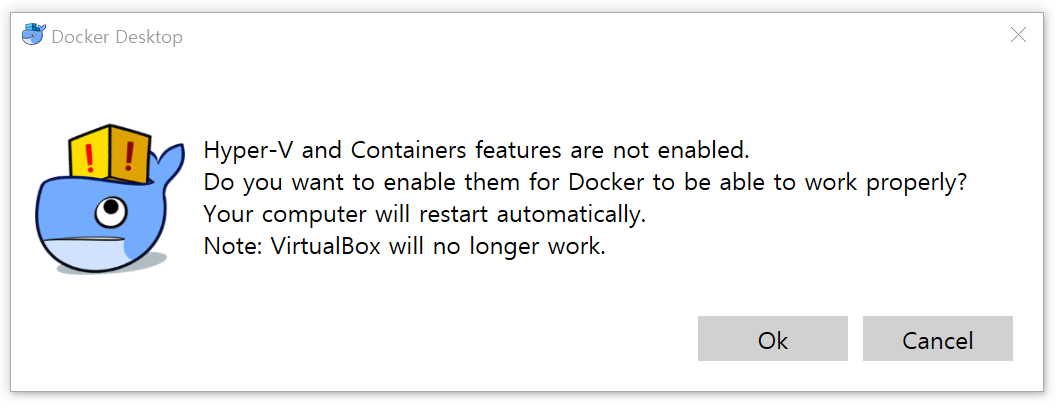 Docker Desktop
Hyper-V and Containers features are not enabled.
Do you want to enable them for Docker to be able to work properly?
Your computer will restart automatically.
Note: VirtualBox will no longer work.
Ok
Cancel